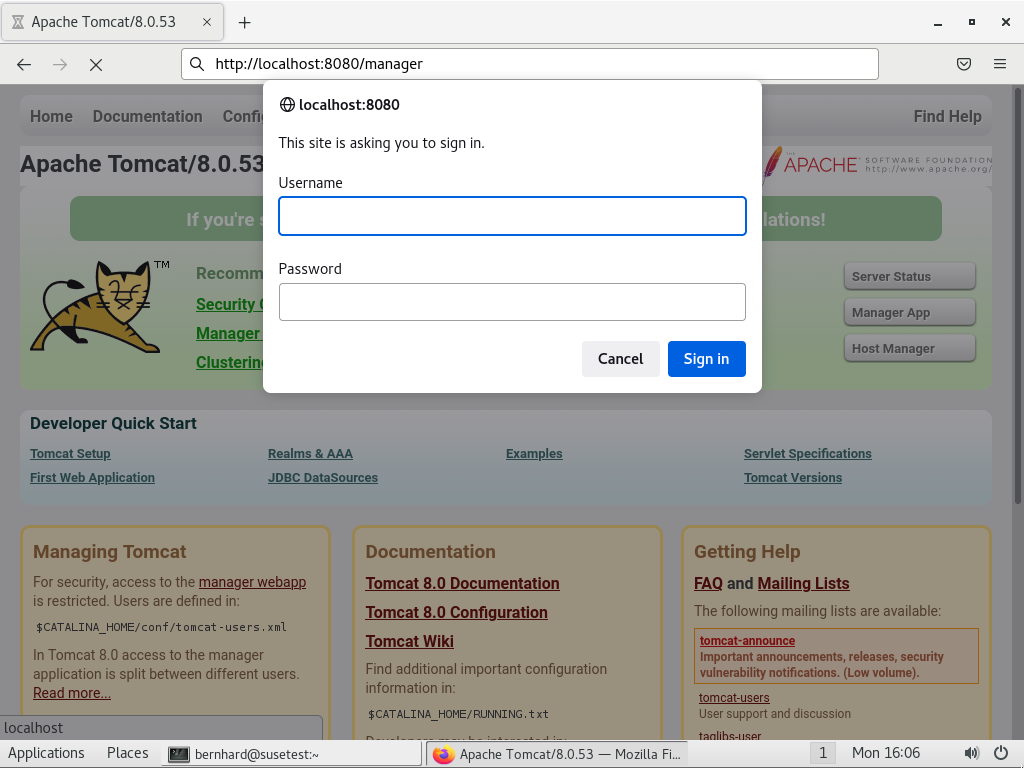 Apache Tomcat/8.0.53
http://localhost:8080/manager
localhost:8080
This site is asking you to sign in.
Username
Password
Cancel Sign in
Home Documentation Confi Find Help
Apache Tomcat/8.0.53
THE APACHE SOFTWARE FOUNDATION
http://www.apache.org/
If you're s lations!
TM
Recomm
Security
Manager
Clustering
Server Status
Manager App
Host Manager
Developer Quick Start
Tomcat Setup Realms & AAA Examples Servlet Specifications
First Web Application JDBC DataSources Tomcat Versions
Managing Tomcat
For security, access to the manager webapp
is restricted. Users are defined in:
$CATALINA_HOME/conf/tomcat-users.xml
In Tomcat 8.0 access to the manager
application is split between different users.
Read more...
Documentation
Tomcat 8.0 Documentation
Tomcat 8.0 Configuration
Tomcat Wiki
Find additional important configuration
information in:
$CATALINA_HOME/RUNNING.txt
Developers may be interested in:
Getting Help
FAQ and Mailing Lists
The following mailing lists are available:
tomcat-announce
Important announcements, releases, security
vulnerability notifications. (Low volume).
tomcat-users
User support and discussion
taglibs-user
localhost
Applications Places bernhard@susetest:~ Apache Tomcat/8.0.53 — Mozilla Fi... 1 Mon 16:06